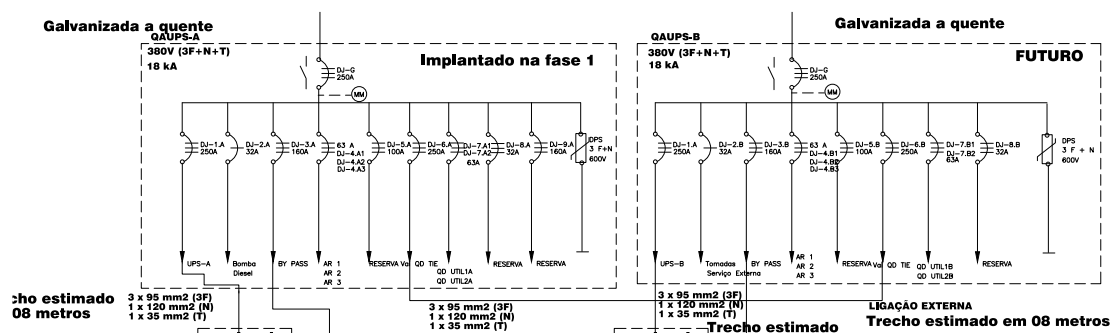 Galvanizada a quente
QAUPS-A
380V (3F+N+T)
18 kA
Implantado na fase 1
DJ-G
250A
MM
DJ-1.A
250A
DJ-2.A
32A
DJ-3.A
160A
63 A
DJ-4.A1
DJ-4.A2
DJ-4.A3
DJ-5.A
100A
DJ-6.A
250A
DJ-7.A1
DJ-7.A2
63A
DJ-8.A
32A
DJ-9.A
160A
DPS
3 F+N
600V
UPS-A
Bomba
Diesel
BY PASS
AR 1
AR 2
AR 3
RESERVA
Va QD TIE
QD UTIL1A
QD UTIL2A
RESERVA
RESERVA
cho estimado
08 metros
3 x 95 mm2 (3F)
1 x 120 mm2 (N)
1 x 35 mm2 (T)
3 x 95 mm2 (3F)
1 x 120 mm2 (N)
1 x 35 mm2 (T)
Galvanizada a quente
QAUPS-B
380V (3F+N+T)
18 kA
FUTURO
DJ-G
250A
MM
DJ-1.A
250A
DJ-2.B
32A
DJ-3.B
160A
63 A
DJ-4.B1
DJ-4.B2
DJ-4.B3
DJ-5.B
100A
DJ-6.B
250A
DJ-7.B1
DJ-7.B2
63A
DJ-8.B
32A
DPS
3 F + N
600V
UPS-B
Tomadas
Serviço Externa
BY PASS
AR 1
AR 2
AR 3
RESERVA
Va QD TIE
QD UTIL1B
QD UTIL2B
RESERVA
3 x 95 mm2 (3F)
1 x 120 mm2 (N)
1 x 35 mm2 (T)
Trecho estimado
LIGAÇÃO EXTERNA
Trecho estimado em 08 metros